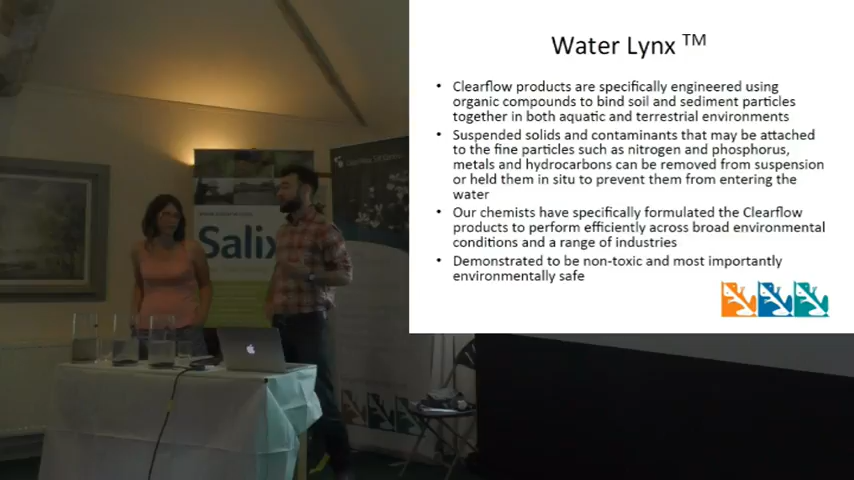 Water Lynx ™
• Clearflow products are specifically engineered using
organic compounds to bind soil and sediment particles
together in both aquatic and terrestrial environments
• Suspended solids and contaminants that may be attached
to the fine particles such as nitrogen and phosphorus,
metals and hydrocarbons can be removed from suspension
or held them in situ to prevent them from entering the
water
• Our chemists have specifically formulated the Clearflow
products to perform efficiently across broad environmental
conditions and a range of industries
• Demonstrated to be non-toxic and most importantly
environmentally safe
Salix